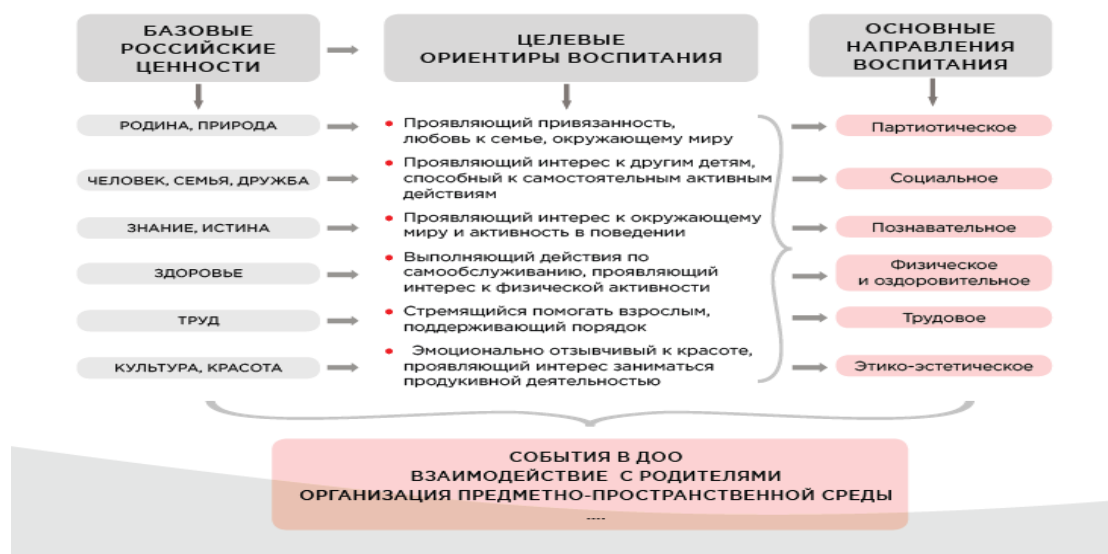 БАЗОВЫЕ
РОССИЙСКИЕ
ЦЕННОСТИ
ЦЕЛЕВЫЕ
ОРИЕНТИРЫ ВОСПИТАНИЯ
ОСНОВНЫЕ
НАПРАВЛЕНИЯ
ВОСПИТАНИЯ
РОДИНА, ПРИРОДА
• Проявляющий привязанность,
любовь к семье, окружающему миру
Партиотическое
ЧЕЛОВЕК, СЕМЬЯ, ДРУЖБА
• Проявляющий интерес к другим детям,
способный к самостоятельным активным
действиям
Социальное
ЗНАНИЕ, ИСТИНА
• Проявляющий интерес к окружающему
миру и активность в поведении
Познавательное
ЗДОРОВЬЕ
• Выполняющий действия по
самообслуживанию, проявляющий
интерес к физической активности
Физическое
и оздоровительное
ТРУД
• Стремящийся помогать взрослым,
поддерживающий порядок
Трудовое
КУЛЬТУРА, КРАСОТА
• Эмоционально отзывчивый к красоте,
проявляющий интерес заниматься
продукивной деятельностью
Этико-эстетическое
СОБЫТИЯ В ДОО
ВЗАИМОДЕЙСТВИЕ С РОДИТЕЛЯМИ
ОРГАНИЗАЦИЯ ПРЕДМЕТНО-ПРОСТРАНСТВЕННОЙ СРЕДЫ
----